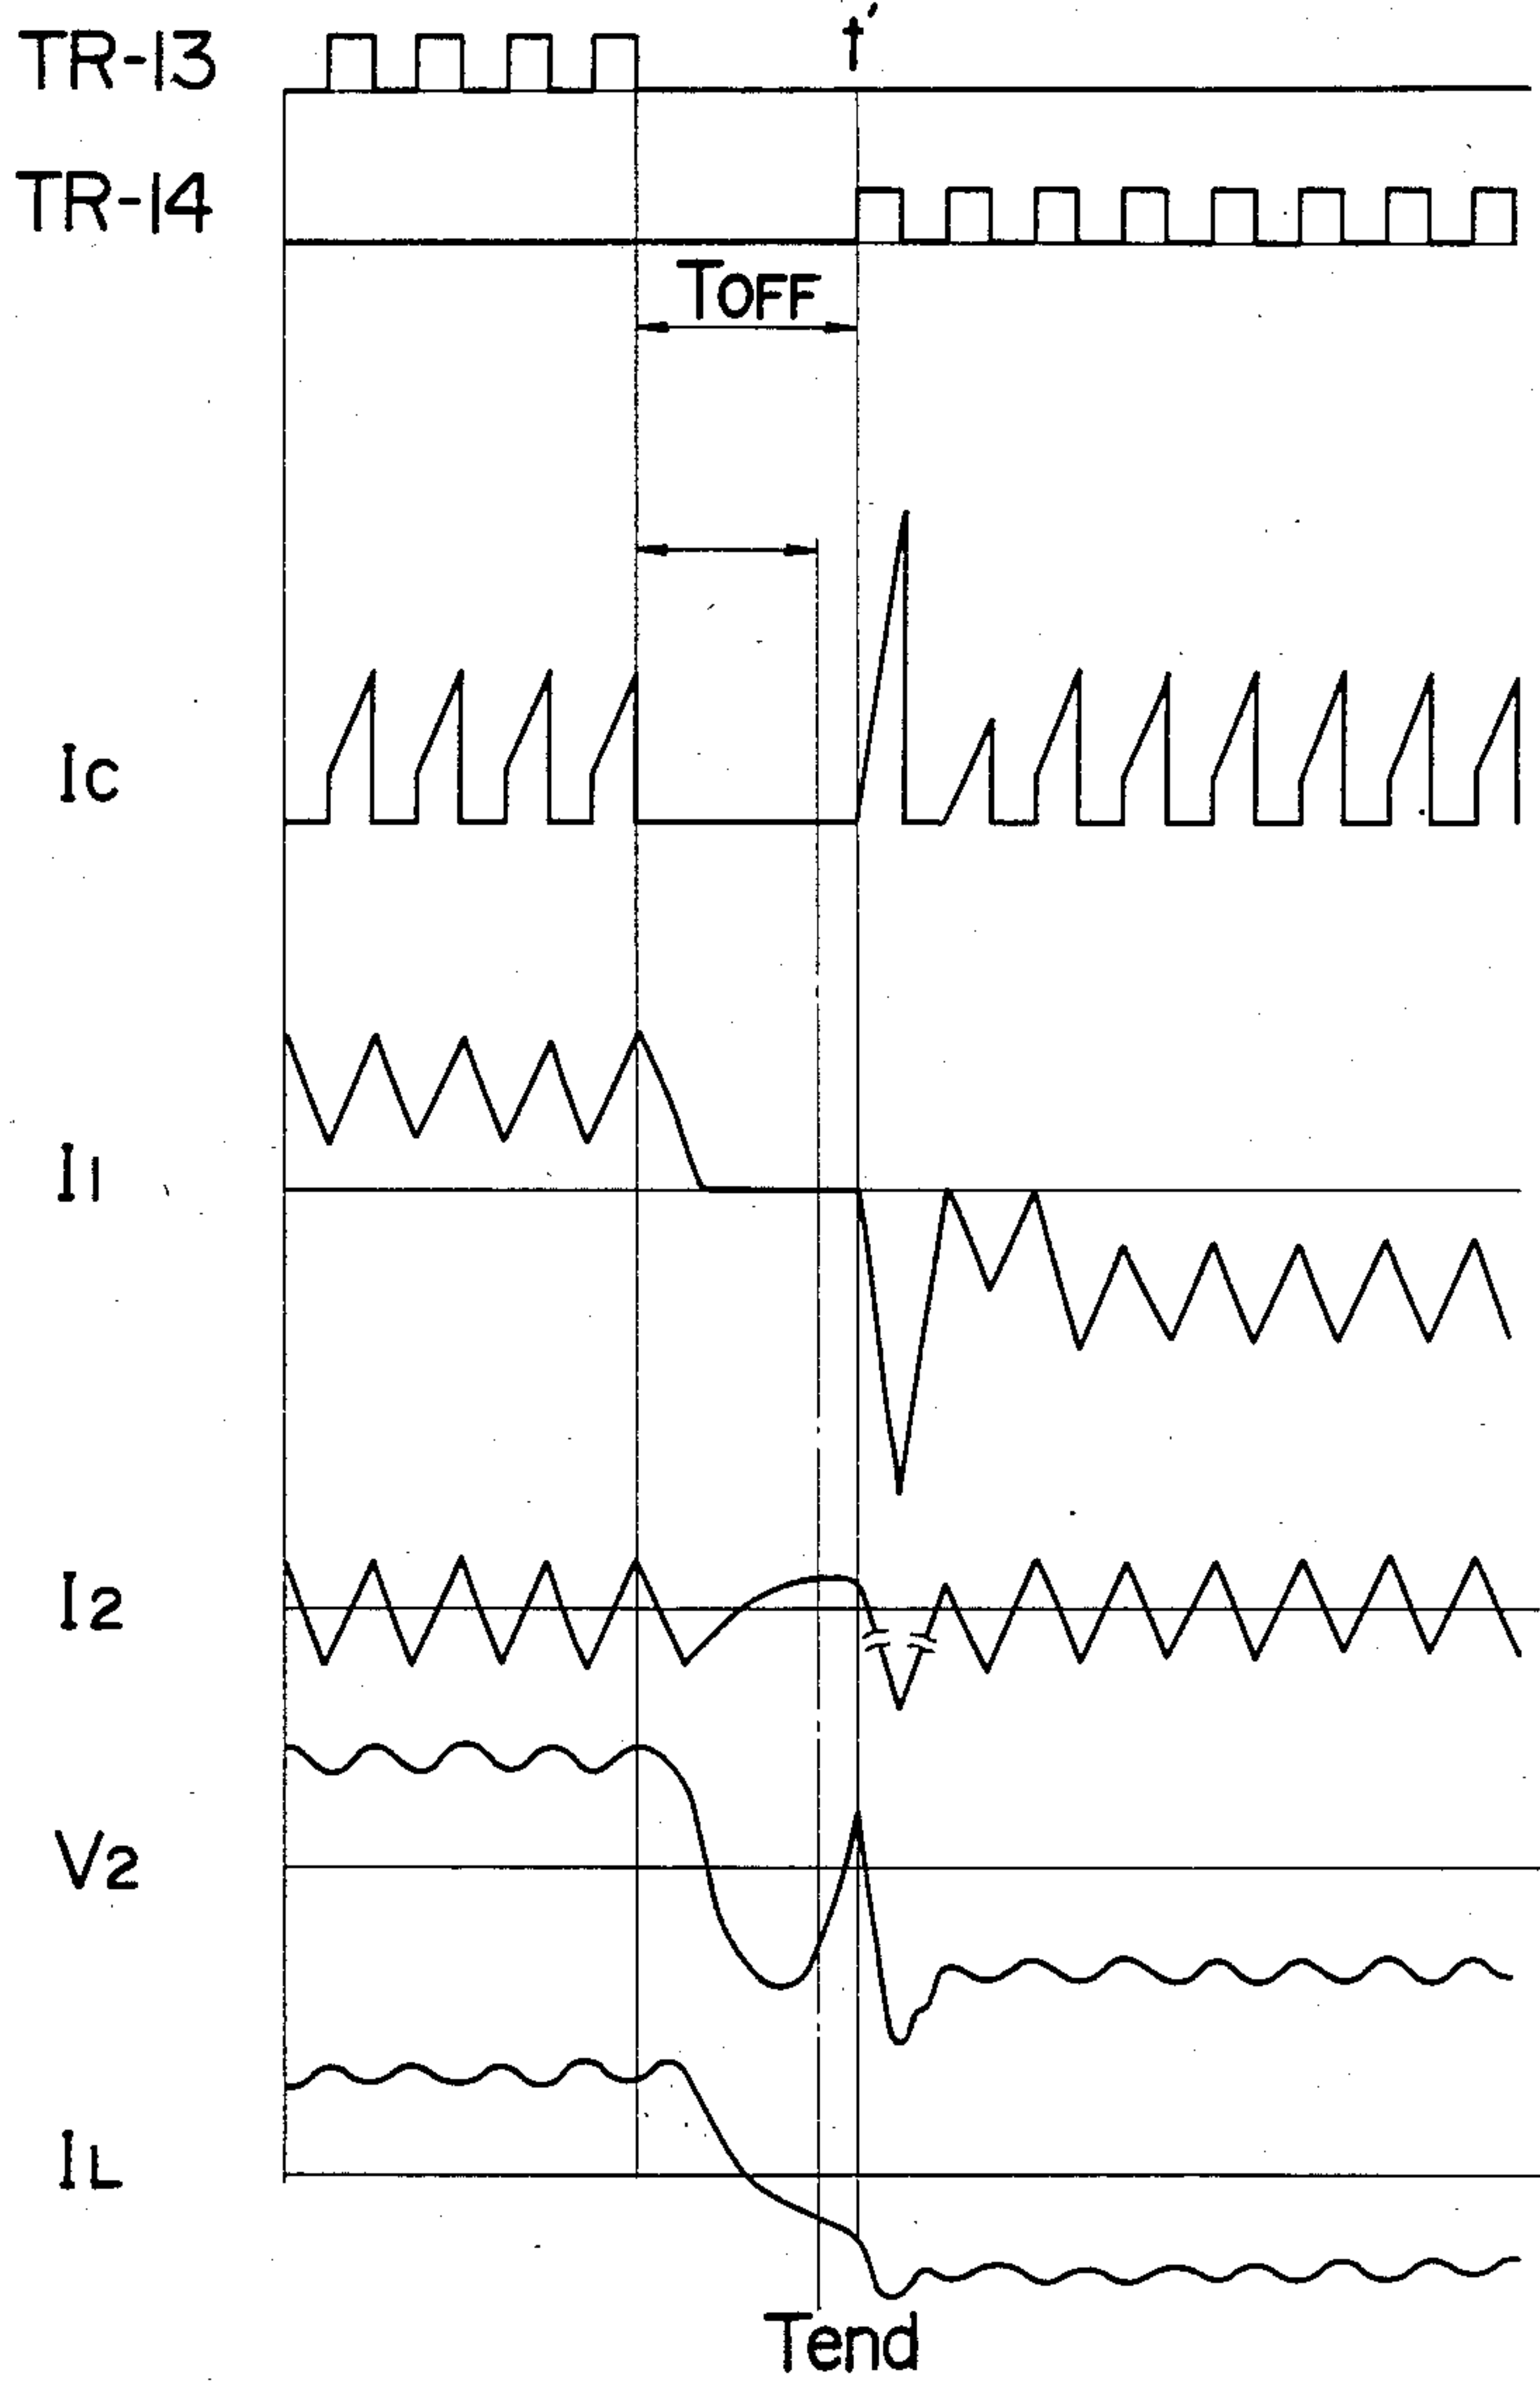 TR-13
t'
TR-14
TOFF
IC
I1
I2
V2
IL
Tend